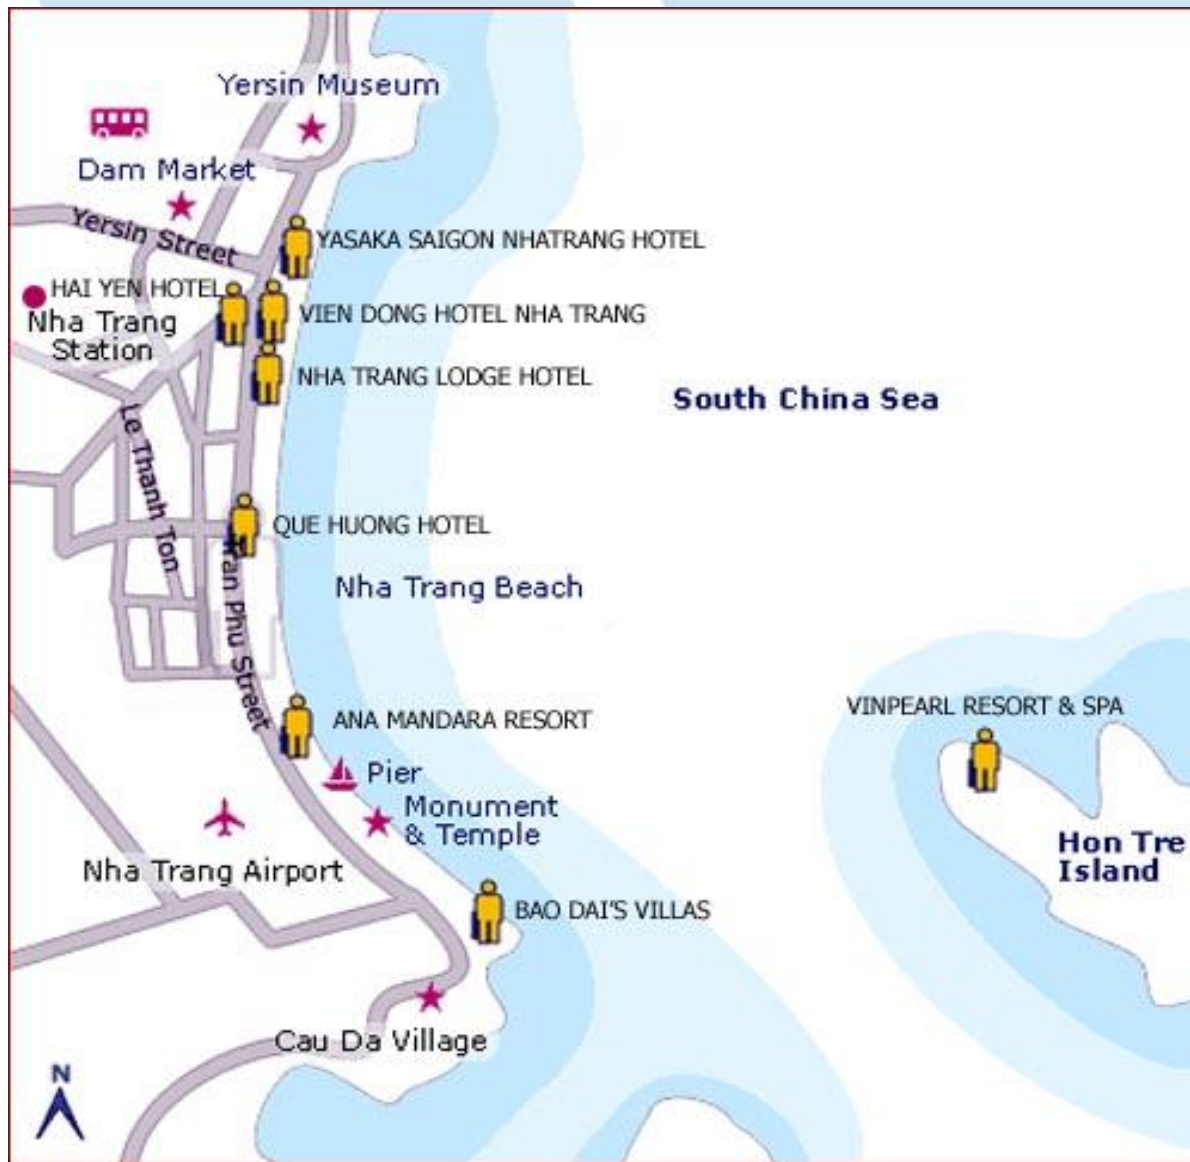 Yersin Museum
Dam Market
Yersin Street
YASAKA SAIGON NHATRANG HOTEL
HAI YEN HOTEL
VIEN DONG HOTEL NHA TRANG
Nha Trang
Station
NHA TRANG LODGE HOTEL
South China Sea
Le Thanh Ton
QUE HUONG HOTEL
Tran Phu Street
Nha Trang Beach
ANA MANDARA RESORT
VINPEARL RESORT & SPA
Pier
Monument
& Temple
Hon Tre
Island
Nha Trang Airport
BAO DAI'S VILLAS
Cau Da Village
N